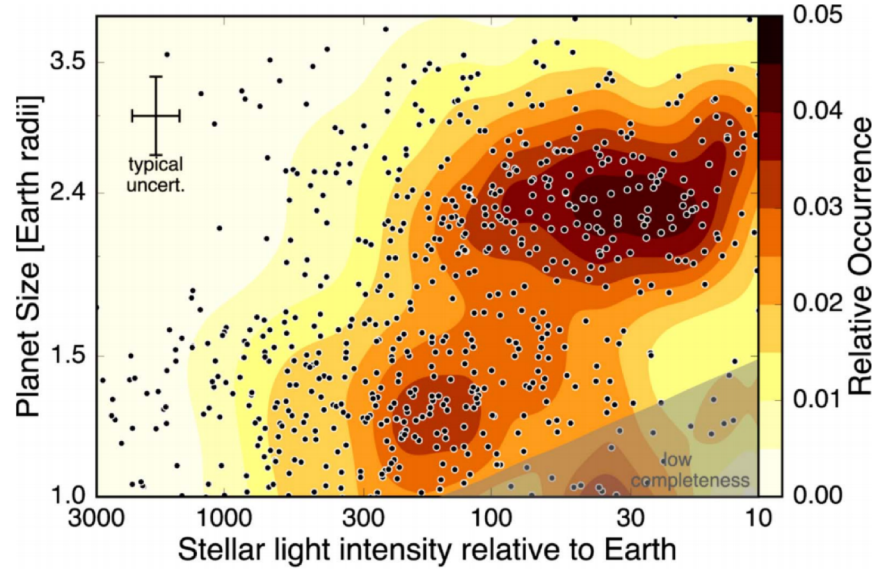 3.5
2.4
1.5
1.0
Planet Size [Earth radii]
typical
uncert.
low
completeness
3000
1000
300
100
30
10
Stellar light intensity relative to Earth
0.05
0.04
0.03
0.02
0.01
0.00
Relative Occurrence